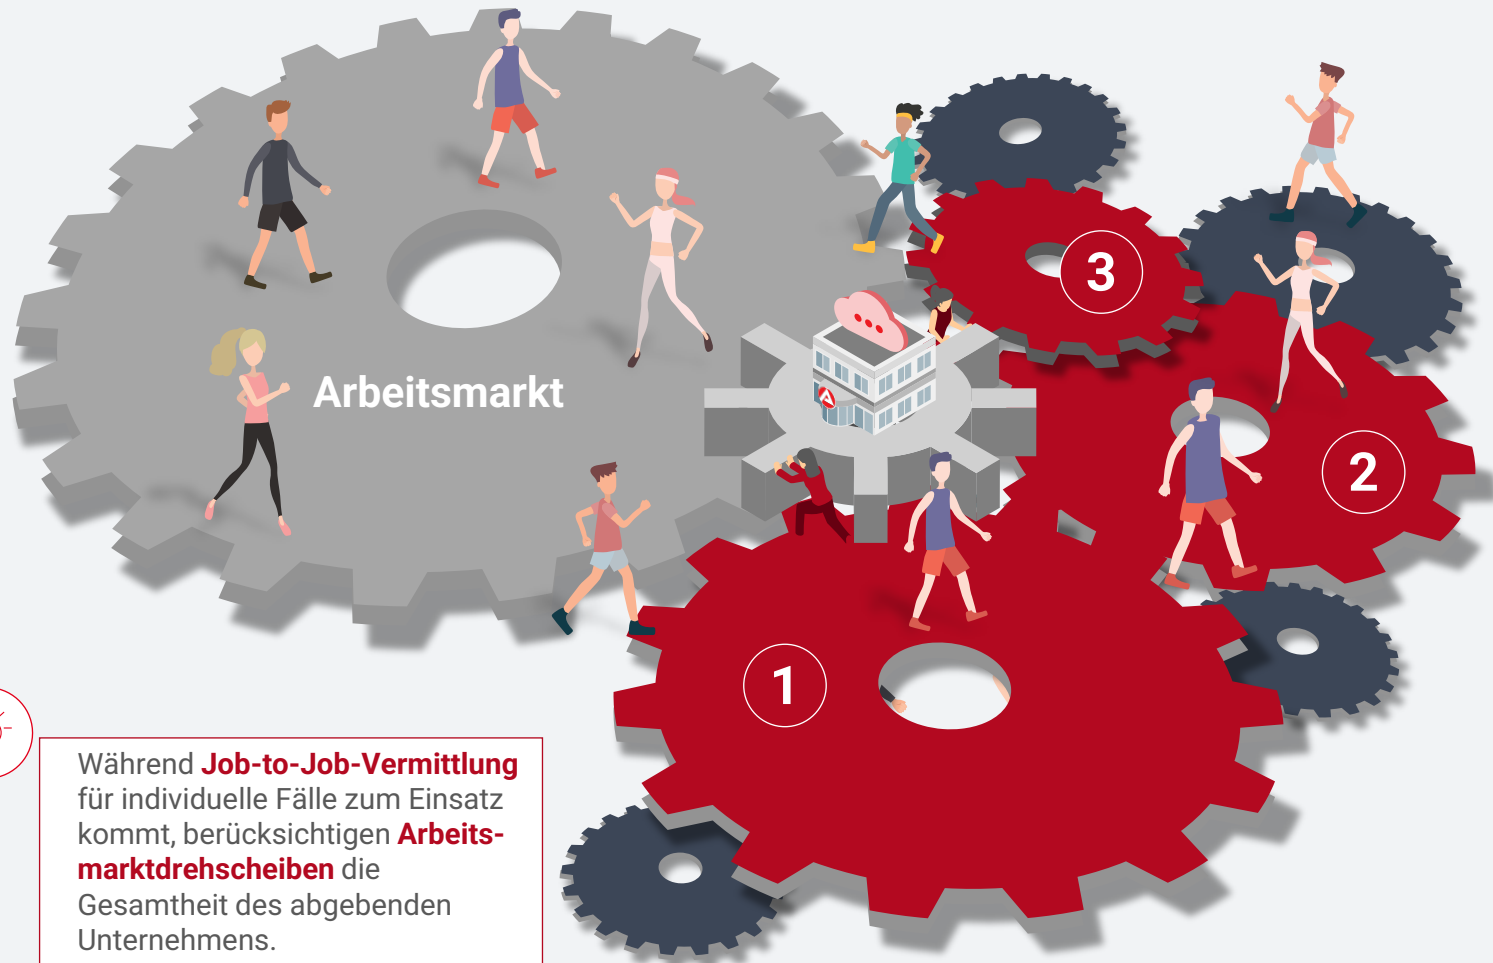 Arbeitsmarkt
3
2
1
Während Job-to-Job-Vermittlung
für individuelle Fälle zum Einsatz
kommt, berücksichtigen Arbeits-
marktdrehscheiben die
Gesamtheit des abgebenden
Unternehmens.